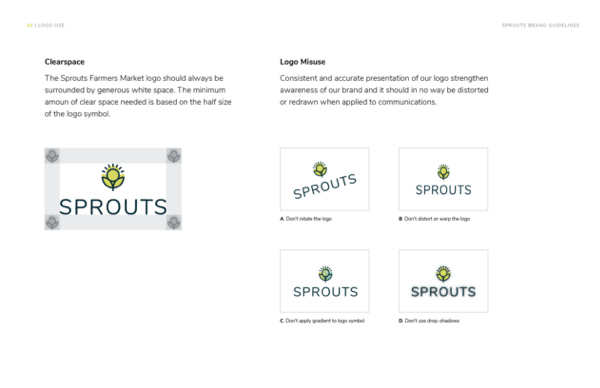 02 | LOGO USE
SPROUTS BRAND GUIDELINES
Clearspace
The Sprouts Farmers Market logo should always be
surrounded by generous white space. The minimum
amoun of clear space needed is based on the half size
of the logo symbol.
SPROUTS
Logo Misuse
Consistent and accurate presentation of our logo strengthen
awareness of our brand and it should in no way be distorted
or redrawn when applied to communications.
SPROUTS
A. Don't rotate the logo
SPROUTS
B. Don't distort or warp the logo
SPROUTS
C. Don't apply gradient to logo symbol
SPROUTS
D. Don't use drop-shadows